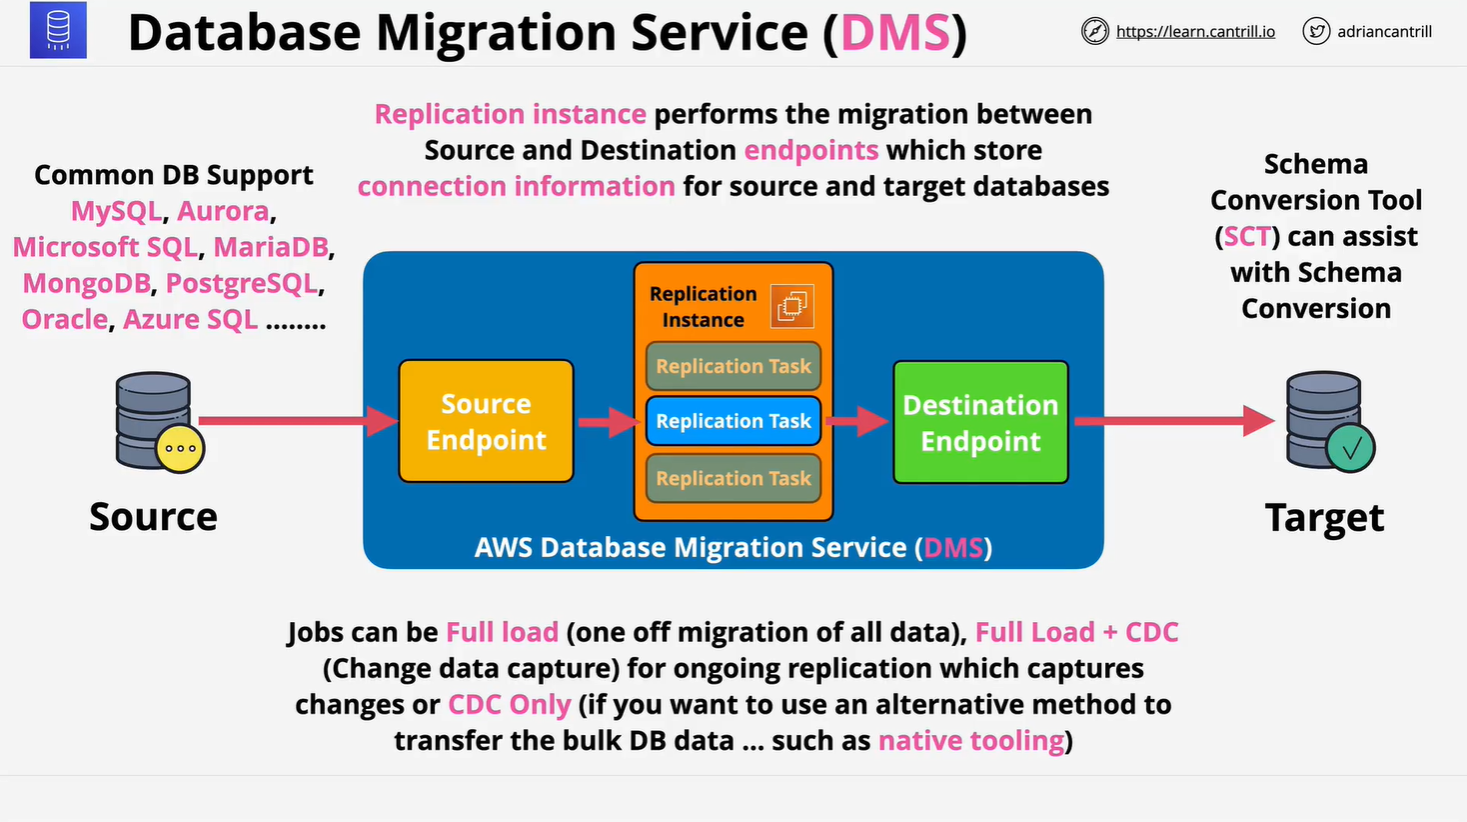 Database Migration Service (DMS)
https://learn.cantrill.io
adriancantrill
Replication instance performs the migration between
Source and Destination endpoints which store
connection information for source and target databases
Common DB Support
MySQL, Aurora,
Microsoft SQL, MariaDB,
MongoDB, PostgreSQL,
Oracle, Azure SQL ........
Schema
Conversion Tool
(SCT) can assist
with Schema
Conversion
Source
Source
Endpoint
Replication
Instance
Replication Task
Replication Task
Replication Task
Destination
Endpoint
Target
AWS Database Migration Service (DMS)
Jobs can be Full load (one off migration of all data), Full Load + CDC
(Change data capture) for ongoing replication which captures
changes or CDC Only (if you want to use an alternative method to
transfer the bulk DB data ... such as native tooling)